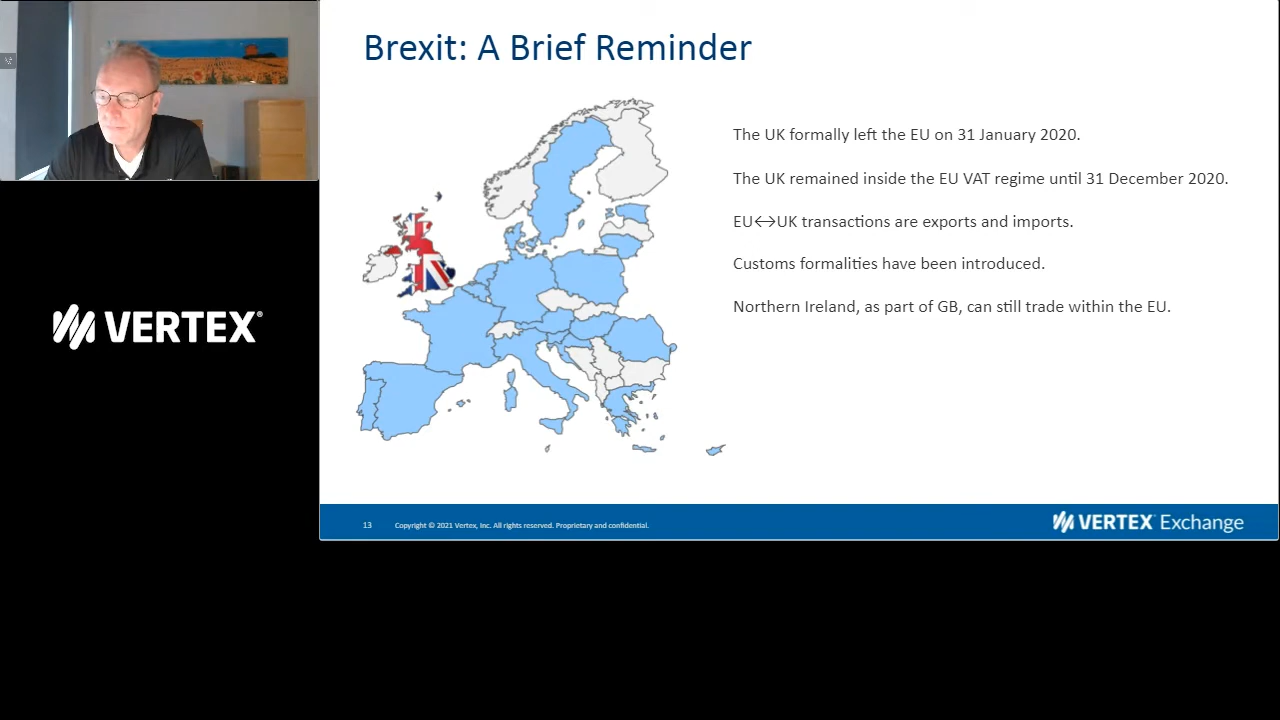 Brexit: A Brief Reminder
The UK formally left the EU on 31 January 2020.
The UK remained inside the EU VAT regime until 31 December 2020.
EU↔UK transactions are exports and imports.
Customs formalities have been introduced.
Northern Ireland, as part of GB, can still trade within the EU.
VERTEX®
13 Copyright © 2021 Vertex, Inc. All rights reserved. Proprietary and confidential.
VERTEX Exchange